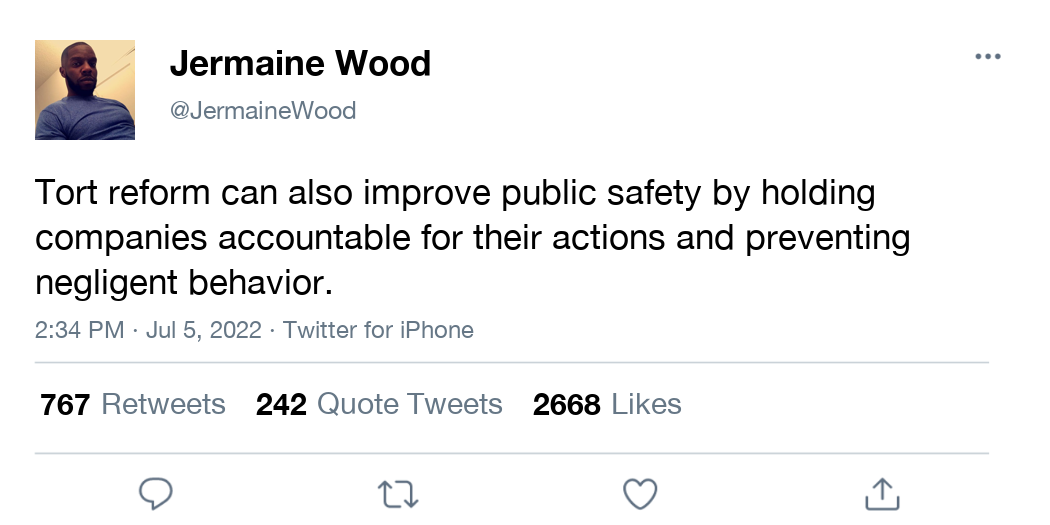 Jermaine Wood
@JermaineWood
Tort reform can also improve public safety by holding
companies accountable for their actions and preventing
negligent behavior.
2:34 PM · Jul 5, 2022 · Twitter for iPhone
767 Retweets 242 Quote Tweets 2668 Likes